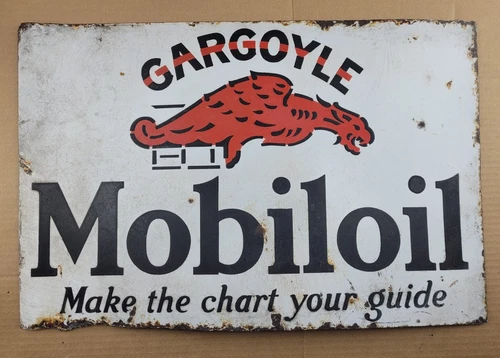 GARGOYLE
Mobiloil
Make the chart your guide